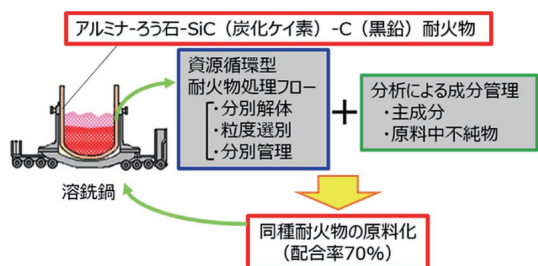 アルミナ-ろう石-SiC（炭化ケイ素）-C（黒鉛）耐火物
資源循環型
耐火物処理フロー
・分別解体
・粒度選別
・分別管理
+
分析による成分管理
・主成分
・原料中不純物
溶銑鍋
同種耐火物の原料化
（配合率70%）